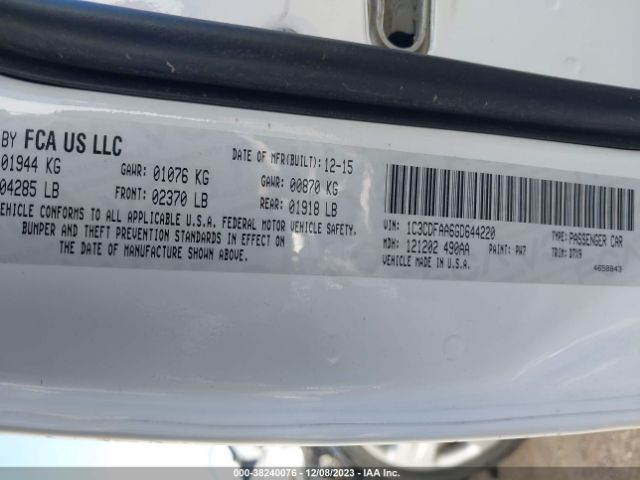 BY FCA US LLC
DATE OF MFR(BUILT): 12-15
01944 KG GAWR: 01076 KG GAWR: 00870 KG
04285 LB FRONT: 02370 LB REAR: 01918 LB
VEHICLE CONFORMS TO ALL APPLICABLE U.S.A. FEDERAL MOTOR VEHICLE SAFETY,
BUMPER AND THEFT PREVENTION STANDARDS IN EFFECT ON
THE DATE OF MANUFACTURE SHOWN ABOVE.
VIN: 1C3CDFAA6GD644220 TYPE: PASSENGER CAR
MDH: 121202 490AA PAINT: PW7 TRIM: DTX9
VEHICLE MADE IN U.S.A. 4658843
000-38240076 - 12/08/2023 - IAA Inc.